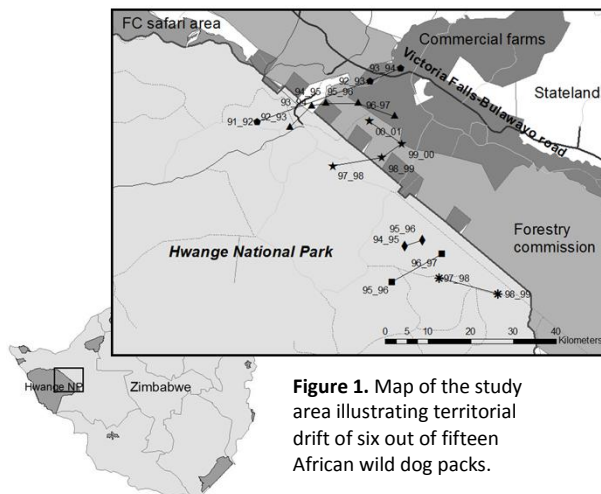 FC safari area
Commercial farms
Victoria Falls-Bulawayo road
Stateland
93_94
92_93
94_95
95_96
93_94
96-97
91_92
92_93
00_01
99_00
98_99
97_98
95_96
94_95
Hwange National Park
Forestry
commission
96_97
97_98
95_96
98_99
0 5 10 20 30 40
Kilometers
Hwange NP
Zimbabwe
Figure 1. Map of the study
area illustrating territorial
drift of six out of fifteen
African wild dog packs.